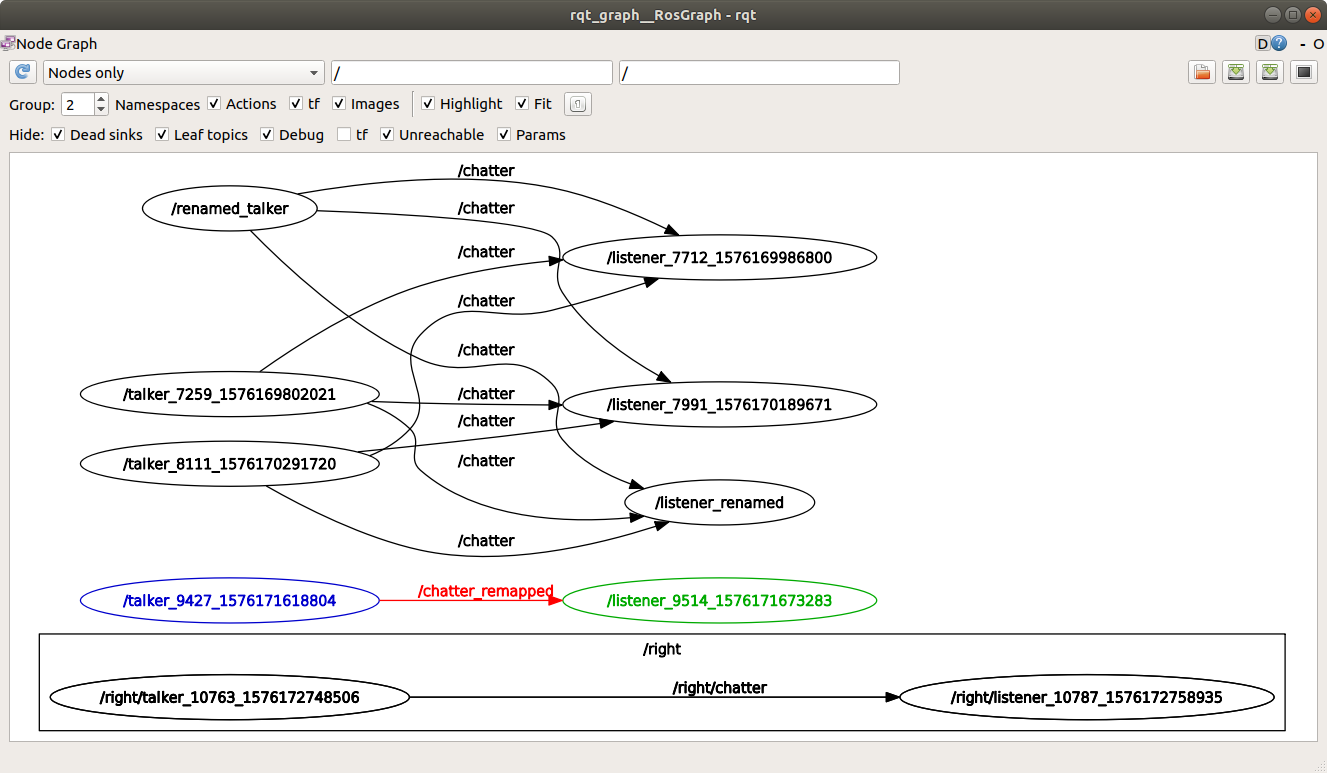 rqt_graph__RosGraph - rqt
Node Graph D ? - O
Nodes only / /
Group: 2 Namespaces Actions tf Images Highlight Fit
Hide: Dead sinks Leaf topics Debug tf Unreachable Params
/chatter
/renamed_talker
/chatter
/chatter
/listener_7712_1576169986800
/chatter
/chatter
/talker_7259_1576169802021
/chatter
/listener_7991_1576170189671
/chatter
/talker_8111_1576170291720
/chatter
/listener_renamed
/chatter
/talker_9427_1576171618804
/chatter_remapped
/listener_9514_1576171673283
/right
/right/talker_10763_1576172748506
/right/chatter
/right/listener_10787_1576172758935